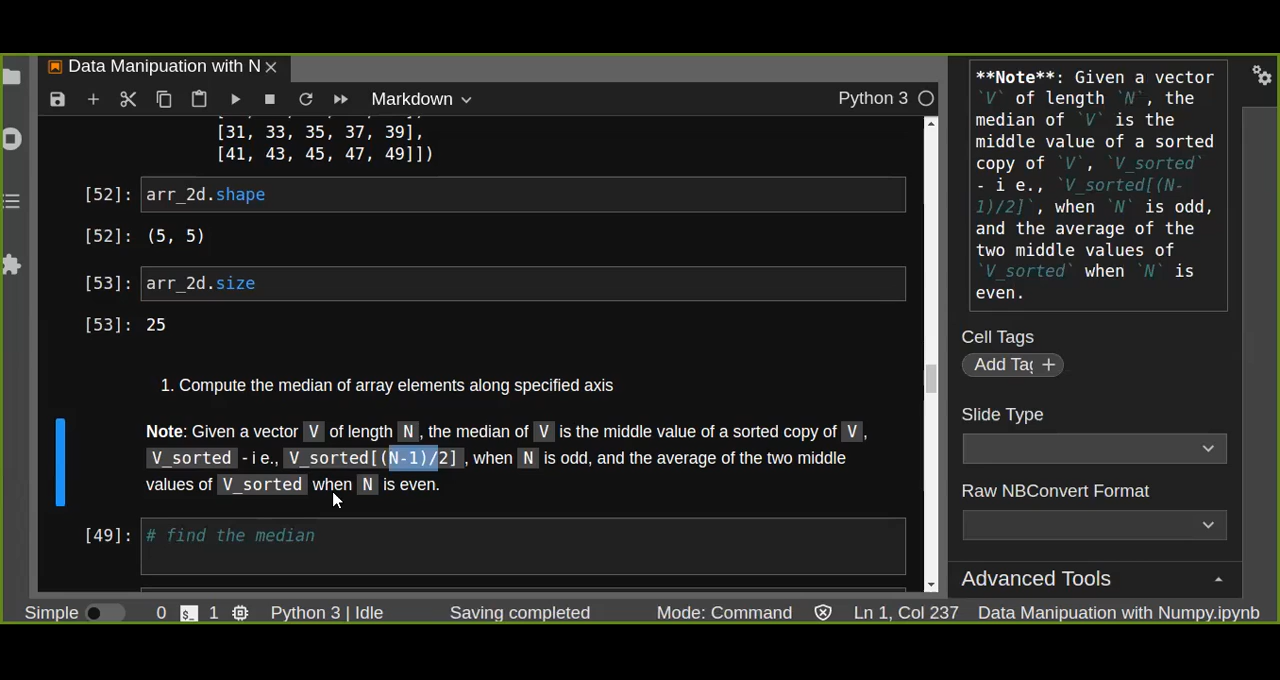 Data Manipuation with N
Markdown
Python 3
[31, 33, 35, 37, 39],
[41, 43, 45, 47, 49]])
[52]: arr_2d.shape
[52]: (5, 5)
[53]: arr_2d.size
[53]: 25
1. Compute the median of array elements along specified axis
Note: Given a vector V of length N, the median of V is the middle value of a sorted copy of V,
V_sorted - i e., V_sorted[(N-1)/2], when N is odd, and the average of the two middle
values of V_sorted when N is even.
[49]: # find the median
**Note**: Given a vector
`V` of length `N`, the
median of `V` is the
middle value of a sorted
copy of `V`, `V_sorted`
- i e., `V_sorted[(N-
1)/2]`, when `N` is odd,
and the average of the
two middle values of
`V_sorted` when `N` is
even.
Cell Tags
Add Tag +
Slide Type
Raw NBConvert Format
Advanced Tools
Simple 0 $_ 1 Python 3 | Idle Saving completed Mode: Command Ln 1, Col 237 Data Manipuation with Numpy.ipynb